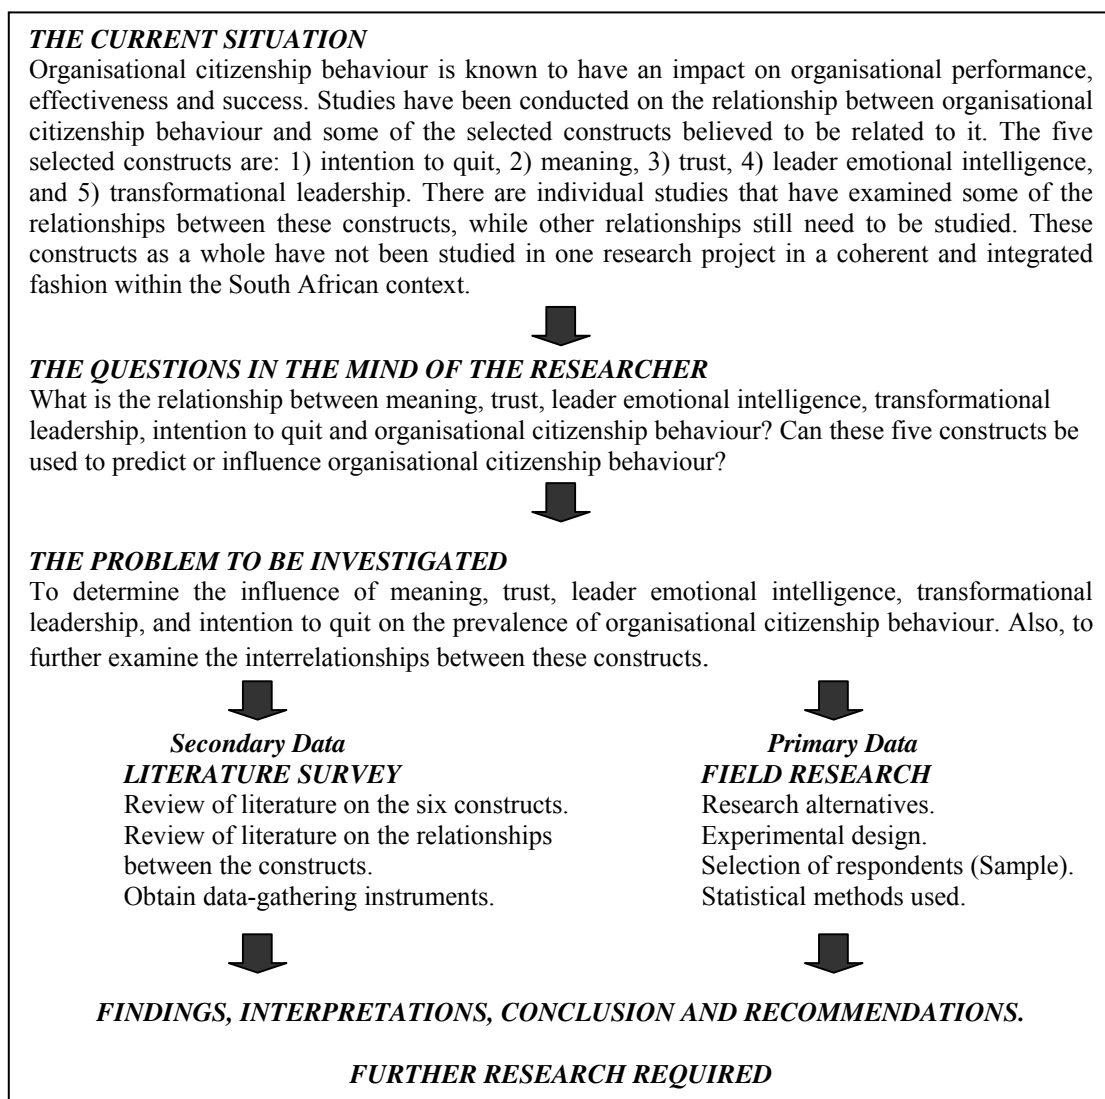 THE CURRENT SITUATION
Organisational citizenship behaviour is known to have an impact on organisational performance,
effectiveness and success. Studies have been conducted on the relationship between organisational
citizenship behaviour and some of the selected constructs believed to be related to it. The five
selected constructs are: 1) intention to quit, 2) meaning, 3) trust, 4) leader emotional intelligence,
and 5) transformational leadership. There are individual studies that have examined some of the
relationships between these constructs, while other relationships still need to be studied. These
constructs as a whole have not been studied in one research project in a coherent and integrated
fashion within the South African context.
THE QUESTIONS IN THE MIND OF THE RESEARCHER
What is the relationship between meaning, trust, leader emotional intelligence, transformational
leadership, intention to quit and organisational citizenship behaviour? Can these five constructs be
used to predict or influence organisational citizenship behaviour?
THE PROBLEM TO BE INVESTIGATED
To determine the influence of meaning, trust, leader emotional intelligence, transformational
leadership, and intention to quit on the prevalence of organisational citizenship behaviour. Also, to
further examine the interrelationships between these constructs.
Secondary Data
LITERATURE SURVEY
Review of literature on the six constructs.
Review of literature on the relationships
between the constructs.
Obtain data-gathering instruments.
Primary Data
FIELD RESEARCH
Research alternatives.
Experimental design.
Selection of respondents (Sample).
Statistical methods used.
FINDINGS, INTERPRETATIONS, CONCLUSION AND RECOMMENDATIONS.
FURTHER RESEARCH REQUIRED